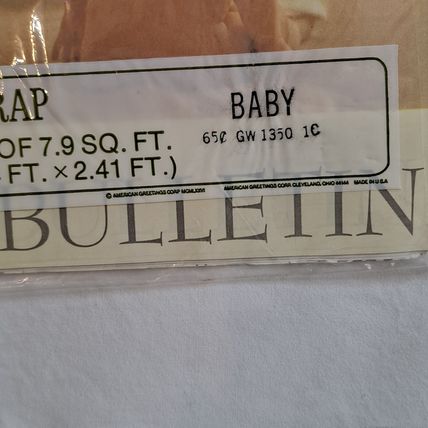 RAP
BABY
OF 7.9 SQ. FT.
65¢ GW 1350 1C
FT. × 2.41 FT.)
© AMERICAN GREETINGS CORP MCMLXXVI
AMERICAN GREETINGS CORP. CLEVELAND, OHIO 44144 MADE IN U.S.A.
BULLETIN